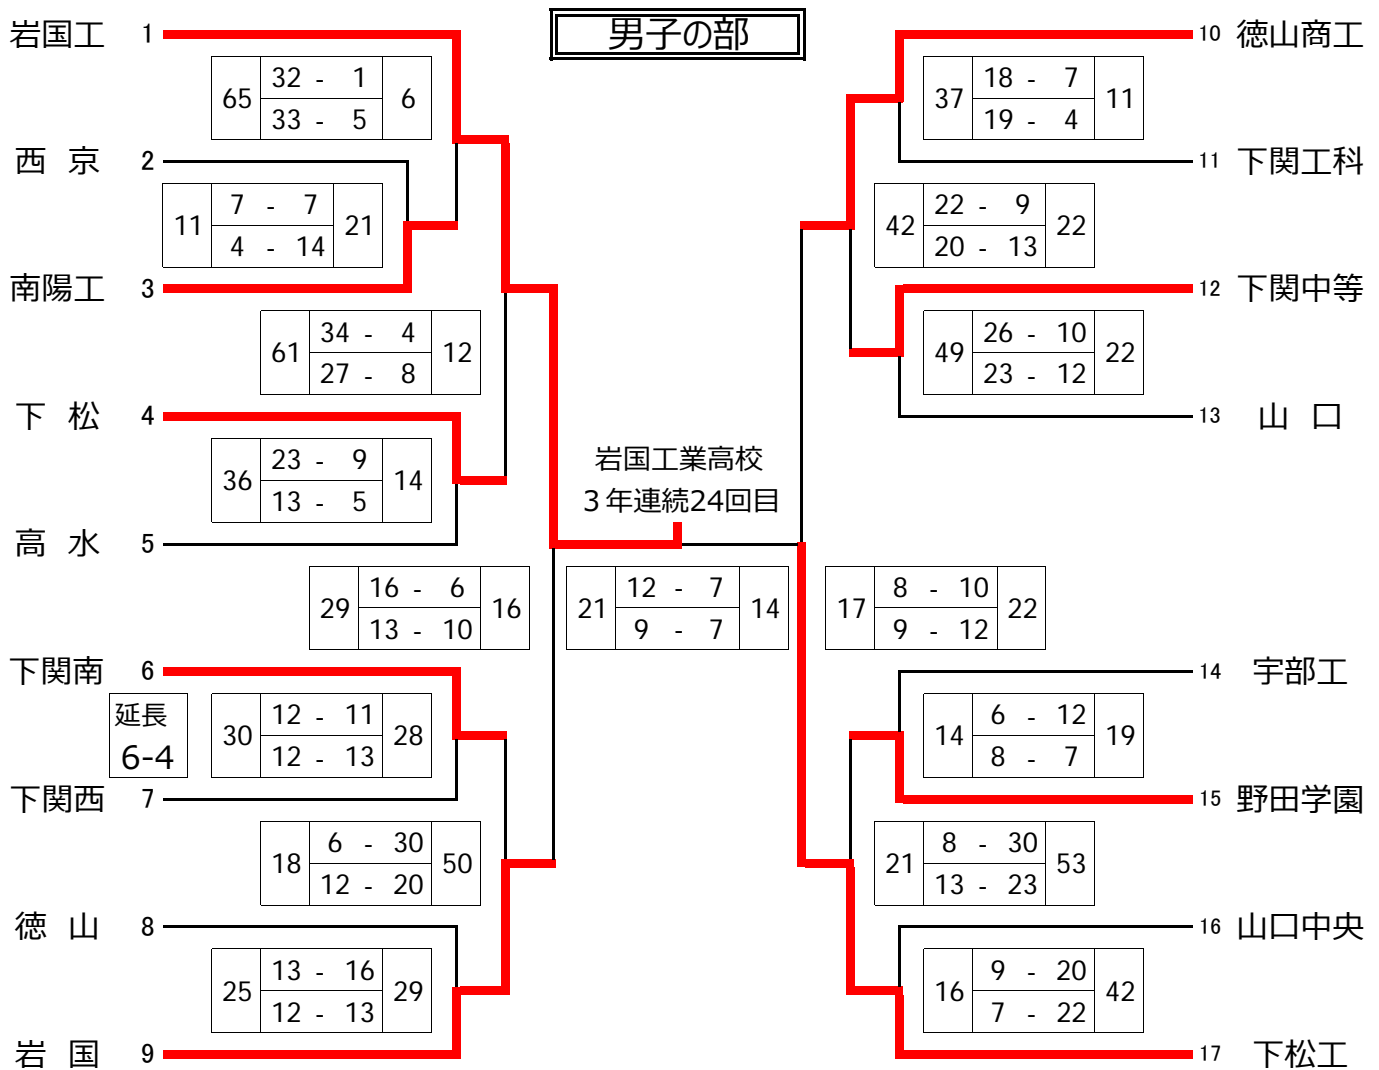 男子の部
岩国工 1
65 32 - 1 6
33 - 5
西 京 2
11 7 - 7 21
4 - 14
南陽工 3
61 34 - 4 12
27 - 8
下 松 4
36 23 - 9 14
13 - 5
高 水 5
29 16 - 6 16
13 - 10
下関南 6
延長
6-4
30 12 - 11 28
12 - 13
下関西 7
18 6 - 30 50
12 - 20
徳 山 8
25 13 - 16 29
12 - 13
岩 国 9
岩国工業高校
３年連続24回目
21 12 - 7 14
9 - 7
10 徳山商工
37 18 - 7 11
19 - 4
11 下関工科
42 22 - 9 22
20 - 13
12 下関中等
49 26 - 10 22
23 - 12
13 山 口
17 8 - 10 22
9 - 12
14 宇部工
14 6 - 12 19
8 - 7
15 野田学園
21 8 - 30 53
13 - 23
16 山口中央
16 9 - 20 42
7 - 22
17 下松工